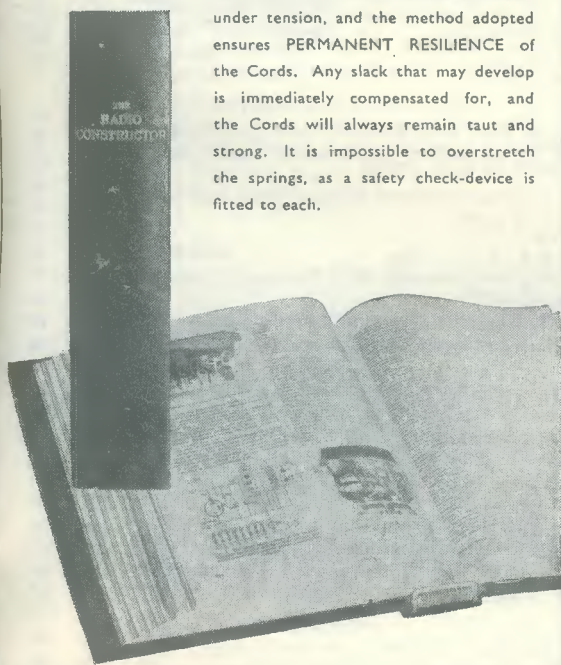 under tension, and the method adopted
ensures PERMANENT RESILIENCE of
the Cords. Any slack that may develop
is immediately compensated for, and
the Cords will always remain taut and
strong. It is impossible to overstretch
the springs, as a safety check-device is
fitted to each.
THE
RADIO
CONSTRUCTOR